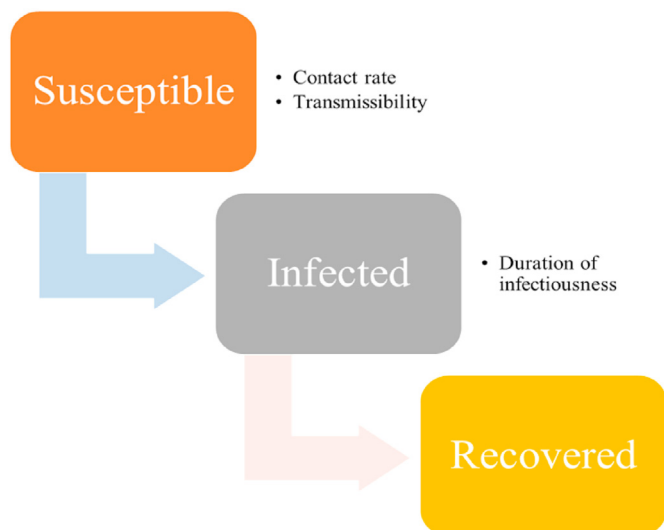 Susceptible
• Contact rate
• Transmissibility
Infected
• Duration of
infectiousness
Recovered